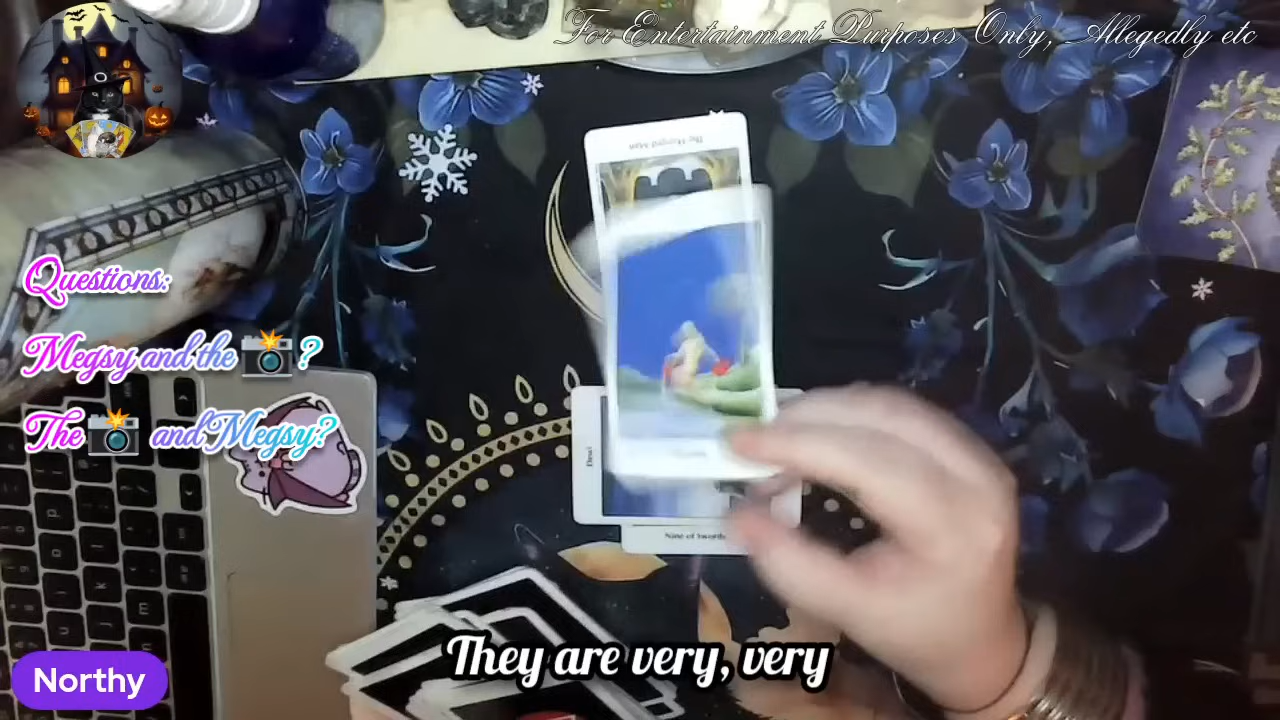 For Entertainment Purposes Only, Allegedly etc
The Hanged Man
Questions:
Megsy and the 📸?
The 📸 and Megsy?
Nine of Swords
They are very, very
Northy